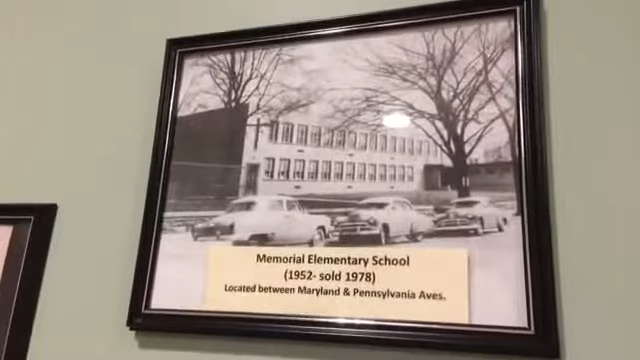 Memorial Elementary School
(1952- sold 1978)
Located between Maryland & Pennsylvania Aves.